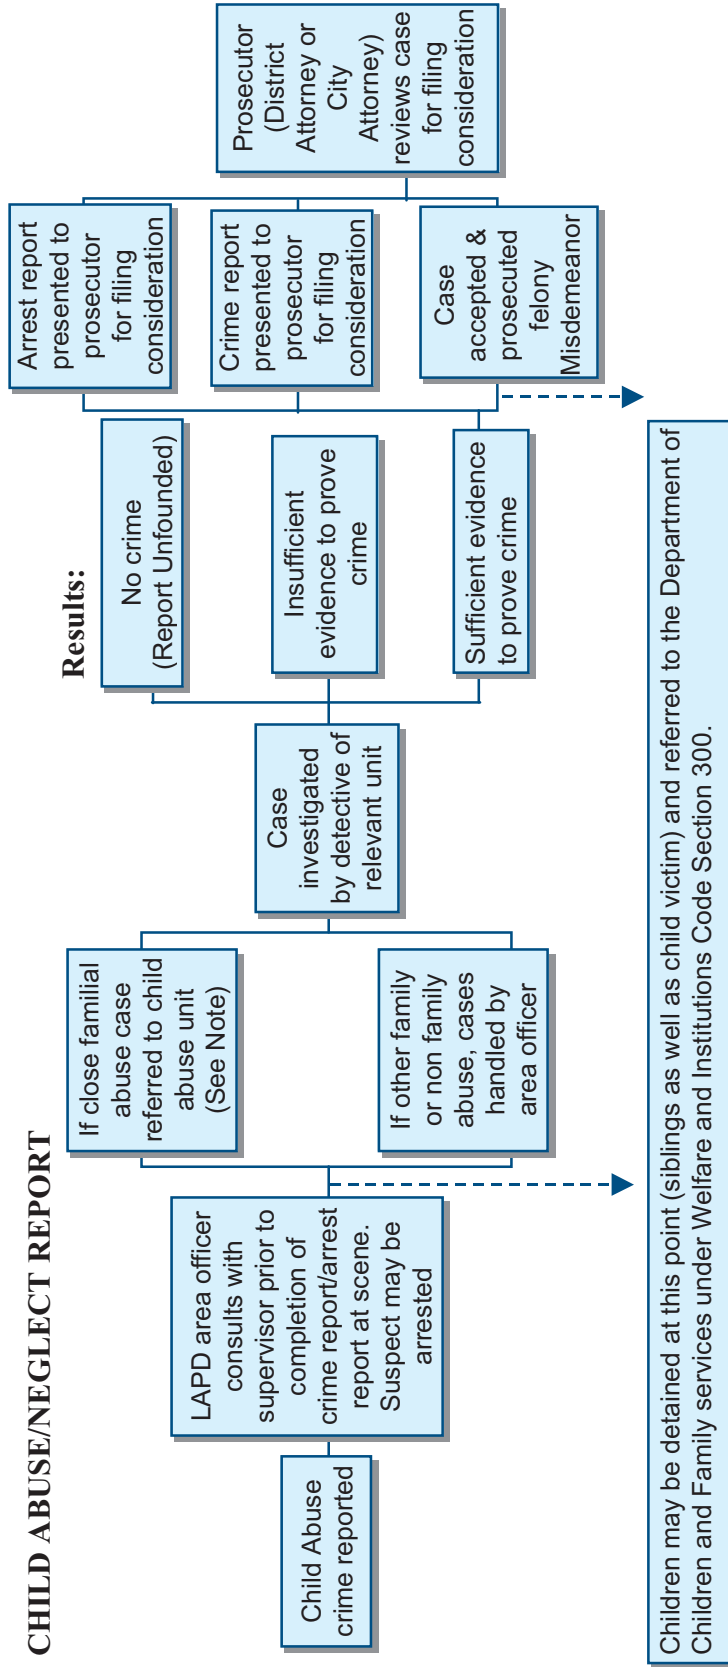 CHILD ABUSE/NEGLECT REPORT
Child Abuse
crime reported
LAPD area officer
consults with
supervisor prior to
completion of
crime report/arrest
report at scene.
Suspect may be
arrested
If close familial
abuse case
referred to child
abuse unit
(See Note)
If other family
or non family
abuse, cases
handled by
area officer
Case
investigated
by detective of
relevant unit
Results:
No crime
(Report Unfounded)
Insufficient
evidence to prove
crime
Sufficient evidence
to prove crime
Arrest report
presented to
prosecutor
for filing
consideration
Crime report
presented to
prosecutor
for filing
consideration
Case
accepted &
prosecuted
felony
Misdemeanor
Prosecutor
(District
Attorney or
City
Attorney)
reviews case
for filing
consideration
Children may be detained at this point (siblings as well as child victim) and referred to the Department of
Children and Family services under Welfare and Institutions Code Section 300.